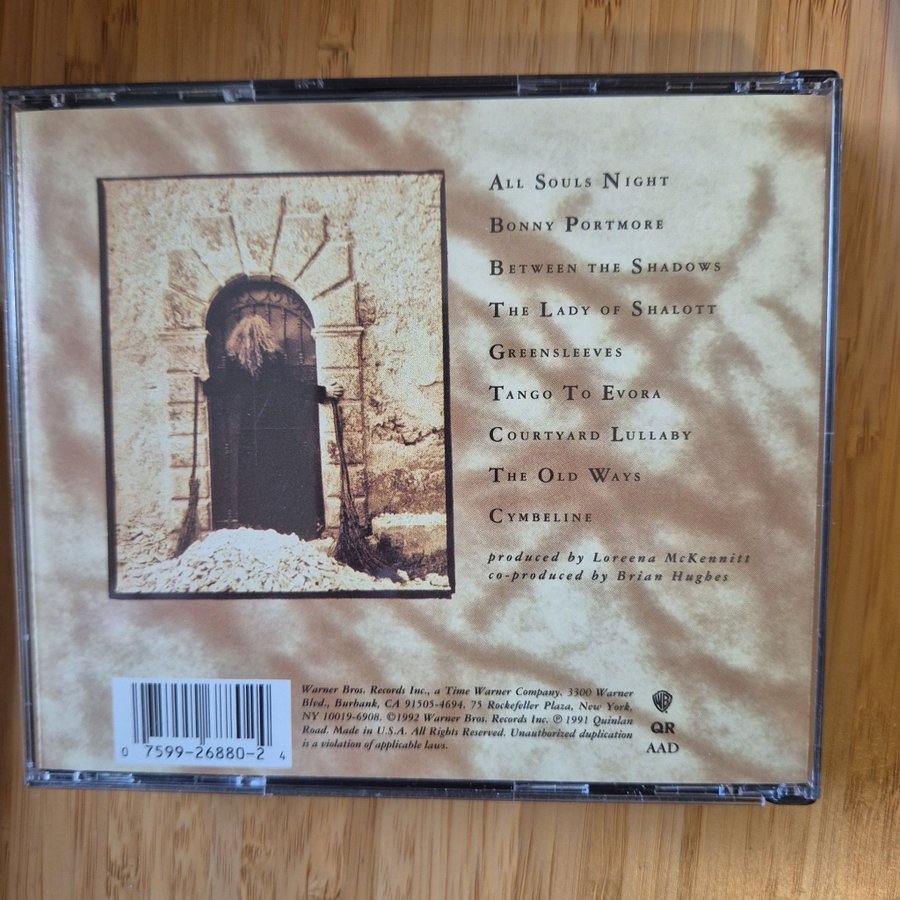 All Souls Night
Bonny Portmore
Between the Shadows
The Lady of Shalott
Greensleeves
Tango To Evora
Courtyard Lullaby
The Old Ways
Cymbeline
produced by Loreena McKennitt
co-produced by Brian Hughes
Warner Bros. Records Inc., a Time Warner Company, 3300 Warner
Blvd., Burbank, CA 91505-4694. 75 Rockefeller Plaza, New York,
NY 10019-6908. ©1992 Warner Bros. Records Inc. ℗ 1991 Quinlan
Road. Made in U.S.A. All Rights Reserved. Unauthorized duplication
is a violation of applicable laws.
WB
QR
AAD
0 7599-26880-2 4